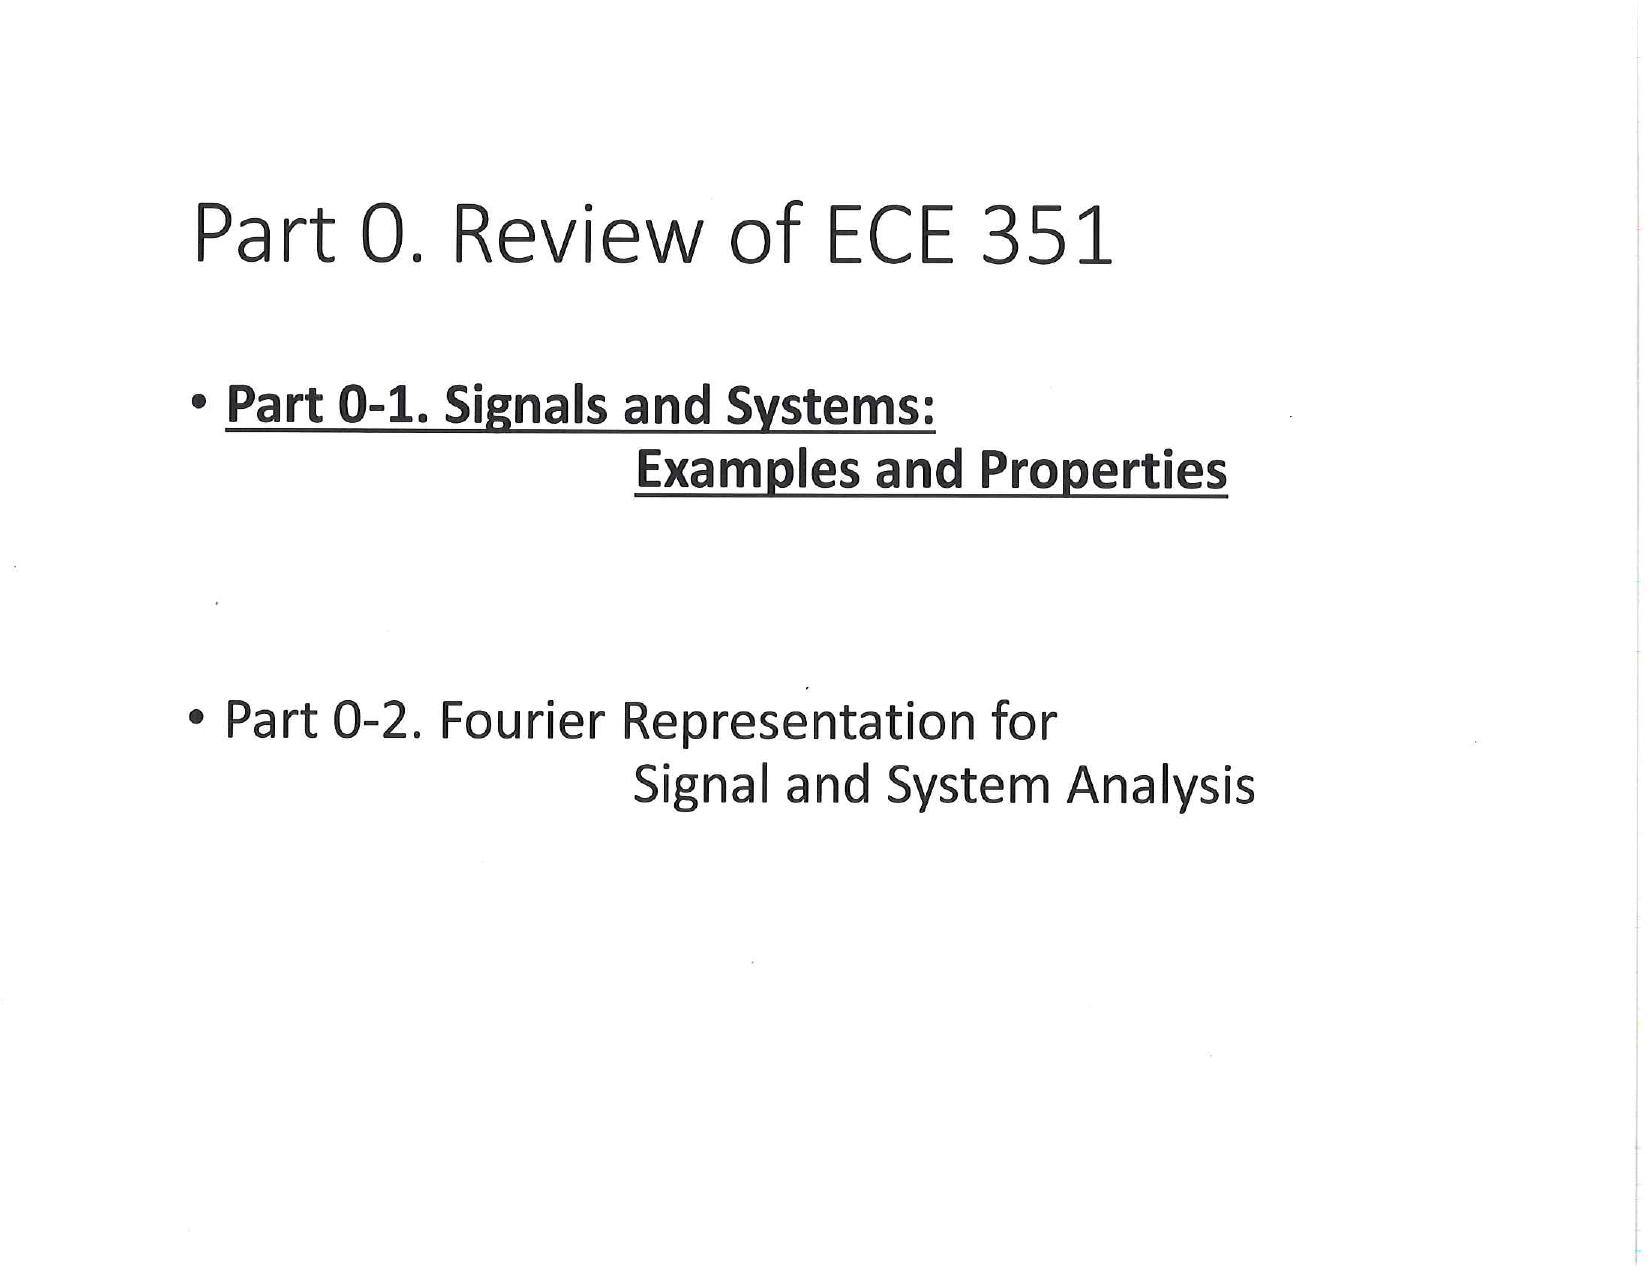 Part 0. Review of ECE 351
• Part 0-1. Signals and Systems:
Examples and Properties
• Part 0-2. Fourier Representation for
Signal and System Analysis